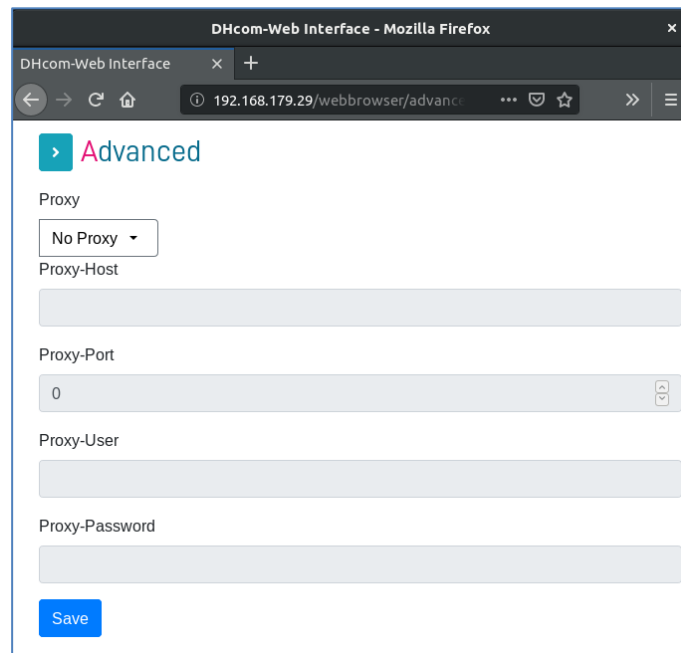 DHcom-Web Interface - Mozilla Firefox
DHcom-Web Interface
192.168.179.29/webbrowser/advance
Advanced
Proxy
No Proxy
Proxy-Host
Proxy-Port
0
Proxy-User
Proxy-Password
Save